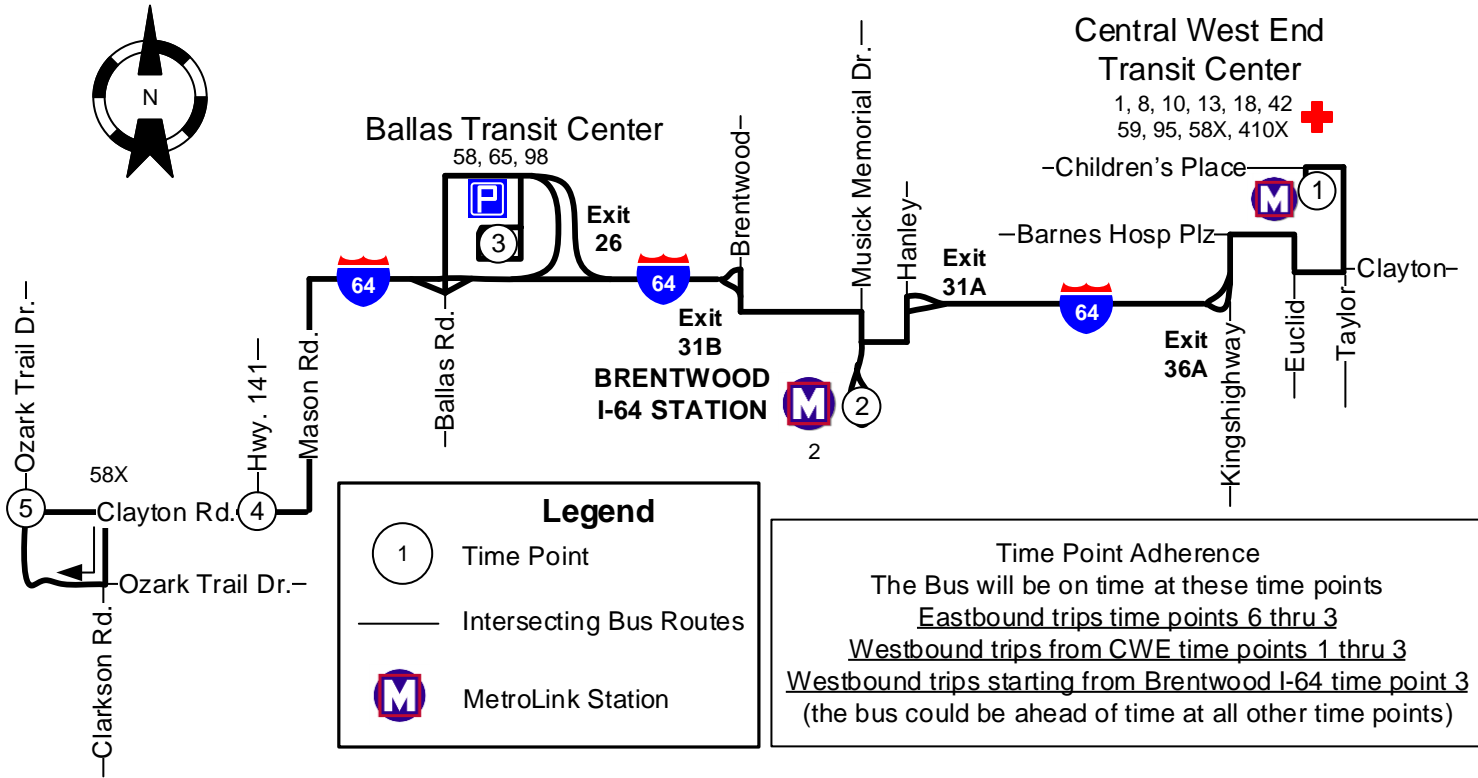 N
Central West End
Transit Center
1, 8, 10, 13, 18, 42
59, 95, 58X, 410X
Ballas Transit Center
58, 65, 98
P
3
Exit
26
64
64
Exit
31B
Brentwood
Musick Memorial Dr.
Hanley
Exit
31A
64
Exit
36A
Children's Place
M
1
Barnes Hosp Plz
Clayton
Kingshighway
Euclid
Taylor
BRENTWOOD
I-64 STATION
M
2
2
Ozark Trail Dr.
Hwy. 141
Mason Rd.
Ballas Rd.
58X
5
Clayton Rd.
4
Ozark Trail Dr.
Clarkson Rd.
Legend
1
Time Point
Intersecting Bus Routes
M
MetroLink Station
Time Point Adherence
The Bus will be on time at these time points
Eastbound trips time points 6 thru 3
Westbound trips from CWE time points 1 thru 3
Westbound trips starting from Brentwood I-64 time point 3
(the bus could be ahead of time at all other time points)